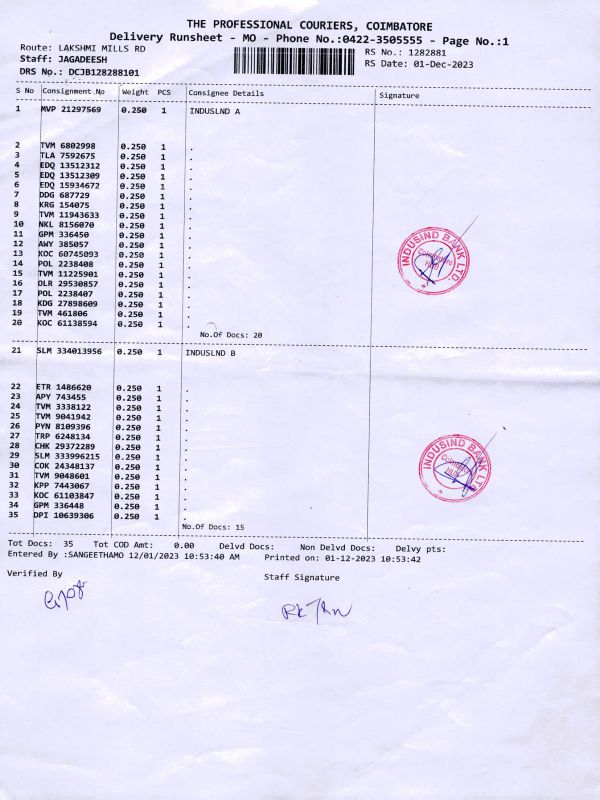 THE PROFESSIONAL COURIERS, COIMBATORE
Delivery Runsheet - MO - Phone No.:0422-3505555 - Page No.:1
Route: LAKSHMI MILLS RD RS No.: 1282881
Staff: JAGADEESH RS Date: 01-Dec-2023
DRS No.: DCJB128288101
S No Consignment.No Weight PCS Consignee Details Signature
1 MVP 21297569 0.250 1 INDUSLND A
2 TVM 6802998 0.250 1 .
3 TLA 7592675 0.250 1 .
4 EDQ 13512312 0.250 1 .
5 EDQ 13512309 0.250 1 .
6 EDQ 15934672 0.250 1 .
7 DDG 687729 0.250 1 .
8 KRG 154075 0.250 1 .
9 TVM 11943633 0.250 1 .
10 NKL 8156070 0.250 1 .
11 GPM 336450 0.250 1 .
12 AWY 385057 0.250 1 .
13 KOC 60745093 0.250 1 .
14 POL 2238408 0.250 1 .
15 TVM 11225901 0.250 1 .
16 DLR 29530857 0.250 1 .
17 POL 2238407 0.250 1 .
18 KDG 27898609 0.250 1 .
19 TVM 461806 0.250 1 .
20 KOC 61138594 0.250 1 .
INDUSIND BANK LTD.
Coimbatore
HUB
No.Of Docs: 20
21 SLM 334013956 0.250 1 INDUSLND B
22 ETR 1486620 0.250 1 .
23 APY 743455 0.250 1 .
24 TVM 3338122 0.250 1 .
25 TVM 9041942 0.250 1 .
26 PYN 8109396 0.250 1 .
27 TRP 6248134 0.250 1 .
28 CHK 29372289 0.250 1 .
29 SLM 333996215 0.250 1 .
30 COK 24348137 0.250 1 .
31 TVM 9048601 0.250 1 .
32 KPP 7443067 0.250 1 .
33 KOC 61103847 0.250 1 .
34 GPM 336448 0.250 1 .
35 DPI 10639306 0.250 1 .
INDUSIND BANK LT
HUB
No.Of Docs: 15
Tot Docs: 35 Tot COD Amt: 0.00 Delvd Docs: Non Delvd Docs: Delvy pts:
Entered By :SANGEETHAMO 12/01/2023 10:53:40 AM Printed on: 01-12-2023 10:53:42
Verified By Staff Signature